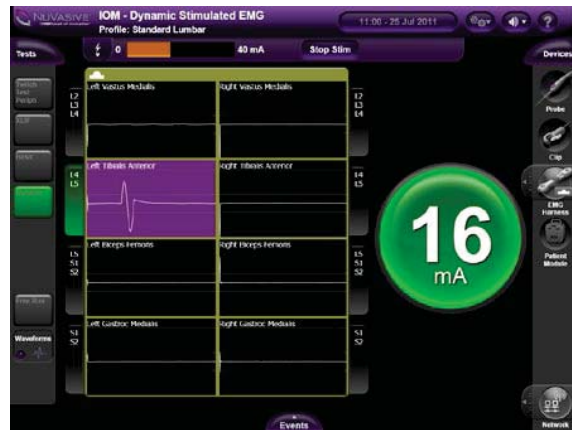 NUVASIVE
IOM - Dynamic Stimulated EMG
Profile: Standard Lumbar
11:00 - 25 Jul 2011
?
Tests
0
40 mA
Stop Stim
Devices
Left Vastus Medialis
Right Vastus Medialis
L2
L3
L4
L2
L3
L4
Probe
Clip
Left Tibialis Anterior
Right Tibialis Anterior
L4
L5
L4
L5
EMG
Harness
16
mA
Patient
Module
Left Biceps Femoris
Right Biceps Femoris
L5
S1
S2
L5
S1
S2
Free Run
Left Gastroc Medialis
Right Gastroc Medialis
Waveforms
S1
S2
S1
S2
Events
Network